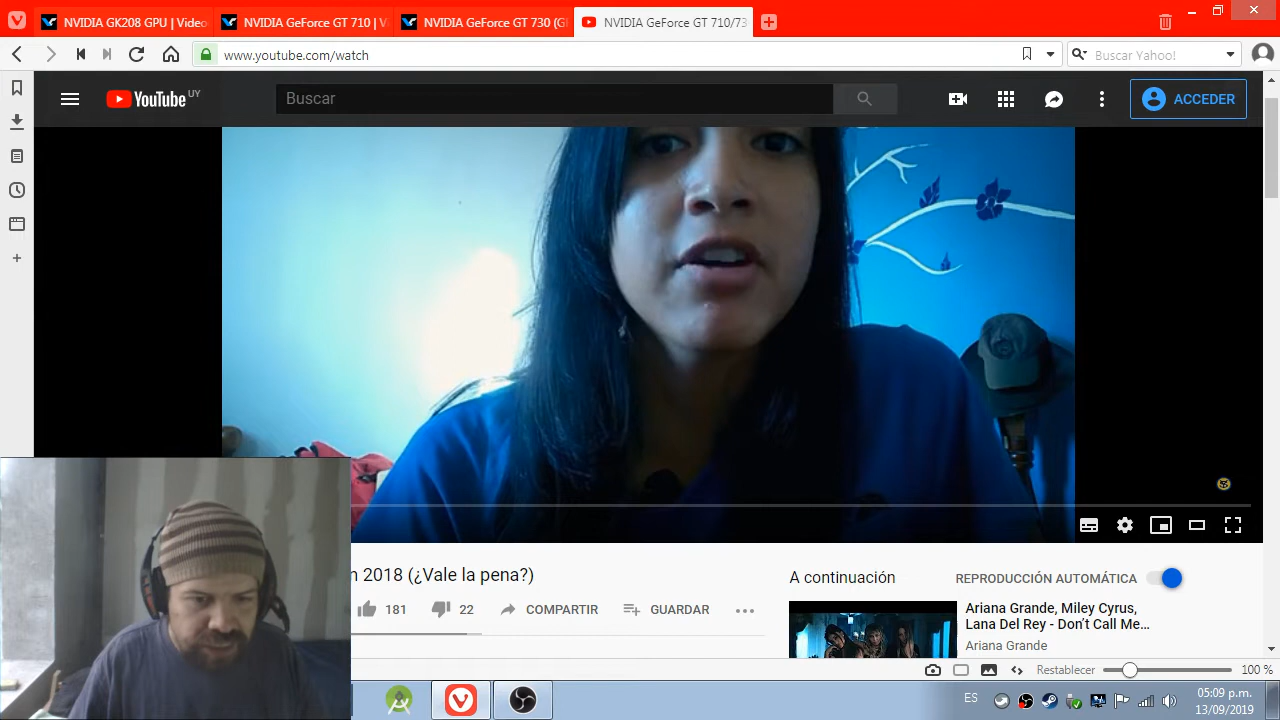 NVIDIA GK208 GPU | Video
NVIDIA GeForce GT 710 | V
NVIDIA GeForce GT 730 (G
NVIDIA GeForce GT 710/73
www.youtube.com/watch
Buscar Yahoo!
YouTube UY
Buscar
ACCEDER
n 2018 (¿Vale la pena?)
181
22
COMPARTIR
GUARDAR
A continuación
REPRODUCCIÓN AUTOMÁTICA
Ariana Grande, Miley Cyrus,
Lana Del Rey - Don't Call Me...
Ariana Grande
Restablecer
100 %
ES
05:09 p.m.
13/09/2019